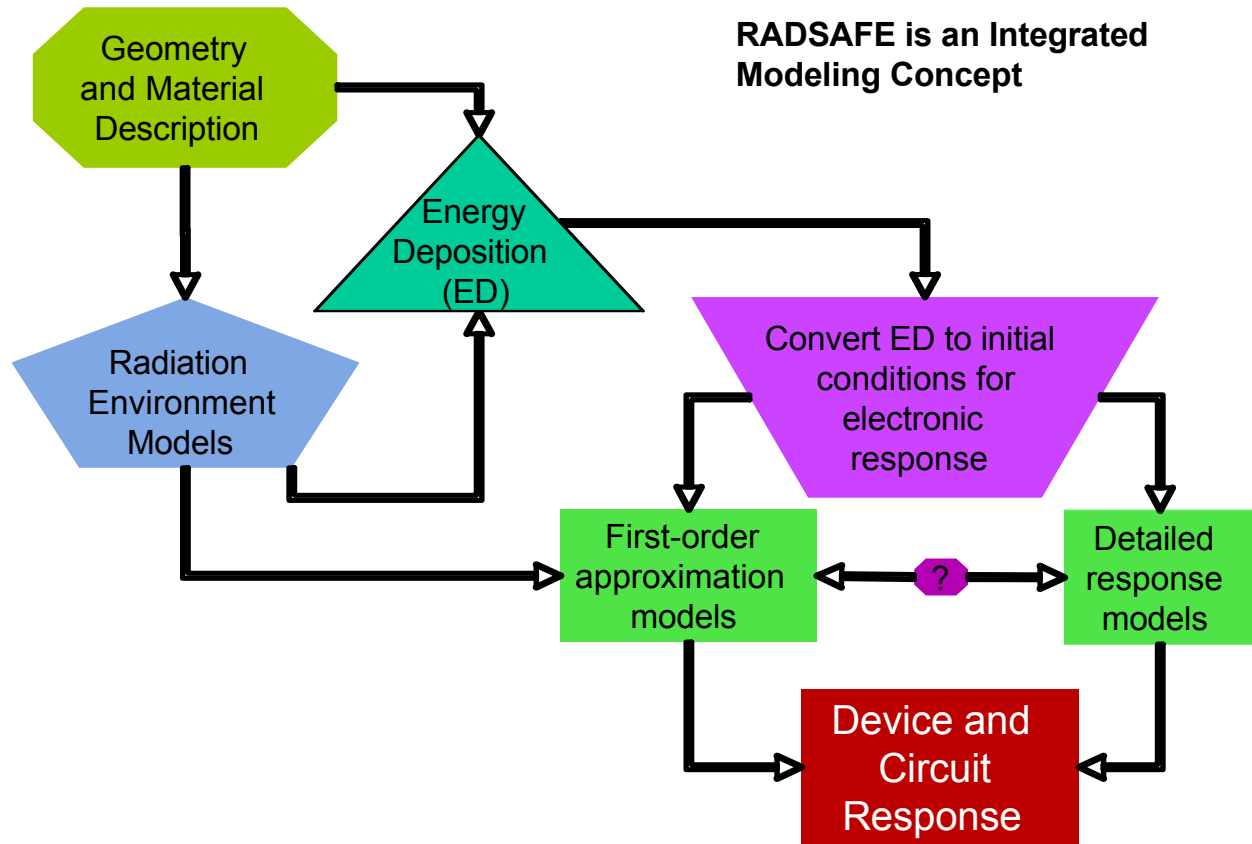 RADSAFE is an Integrated
Modeling Concept
Geometry
and Material
Description
Energy
Deposition
(ED)
Radiation
Environment
Models
Convert ED to initial
conditions for
electronic
response
First-order
approximation
models
?
Detailed
response
models
Device and
Circuit
Response